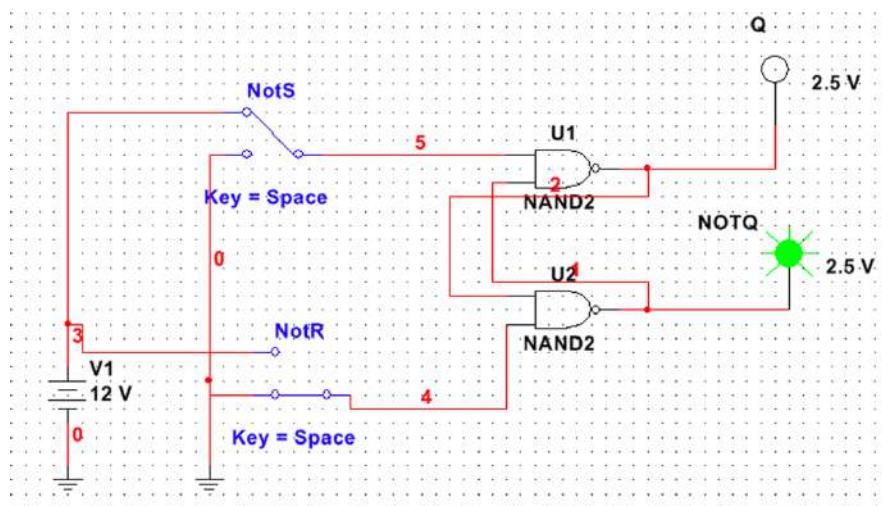 Q
2.5 V
NotS
5
U1
2
NAND2
Key = Space
NOTQ
0
2.5 V
U2
1
3
NotR
NAND2
V1
12 V
4
0
Key = Space